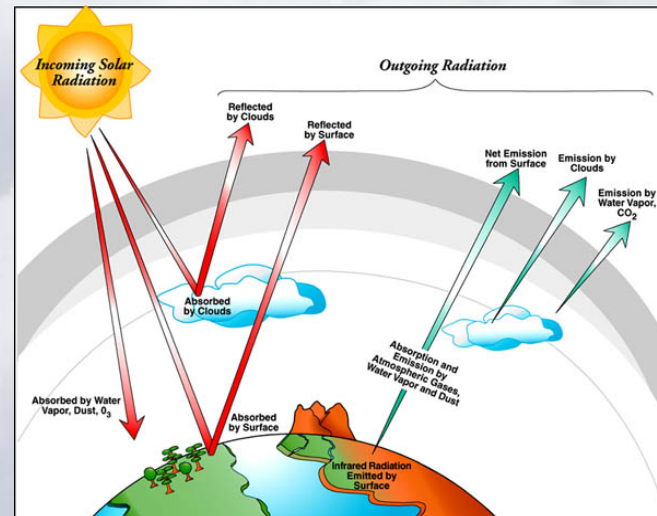 Incoming Solar
Radiation
Outgoing Radiation
Reflected
by Clouds
Reflected
by Surface
Net Emission
from Surface
Emission by
Clouds
Emission by
Water Vapor,
CO₂
Absorbed
by Clouds
Absorption and
Emission by
Atmospheric Gases,
Water Vapor and Dust
Absorbed by Water
Vapor, Dust, 0₃
Absorbed
by Surface
Infrared Radiation
Emitted by
Surface